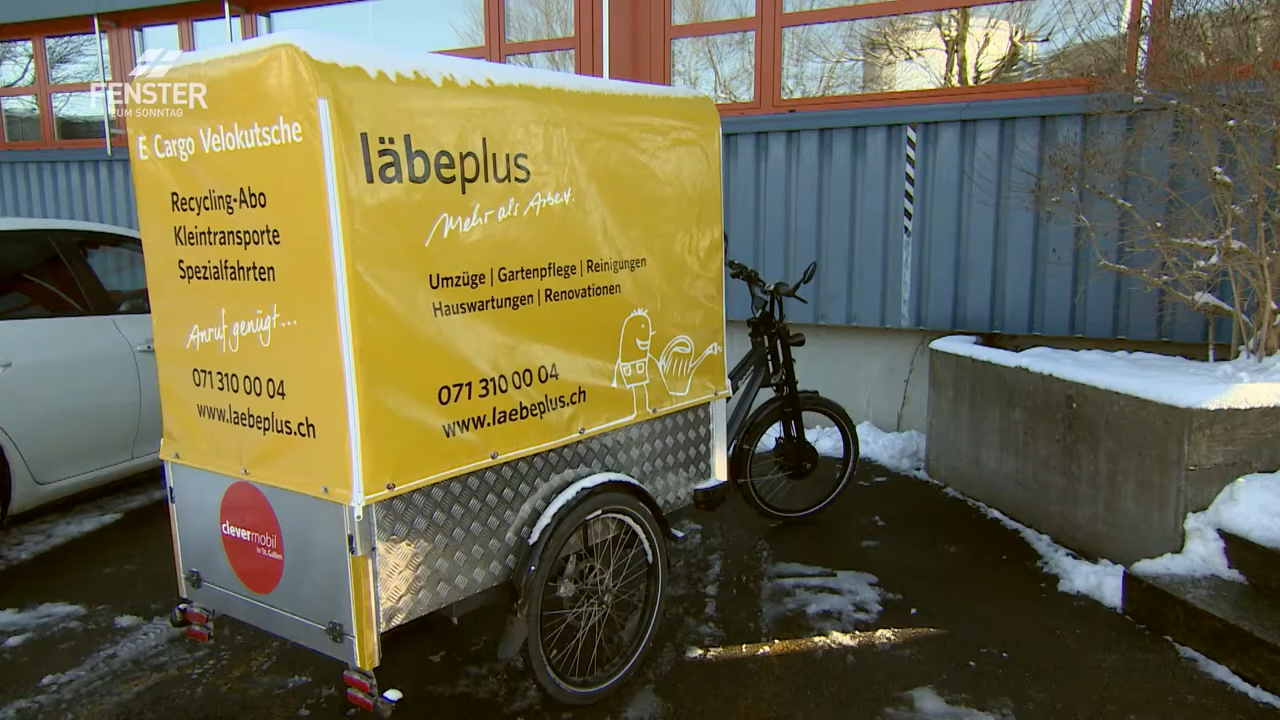 FENSTER
ZUM SONNTAG
E Cargo Velokutsche
Recycling-Abo
Kleintransporte
Spezialfahrten
Anruf genügt...
071 310 00 04
www.laebeplus.ch
läbeplus
Mehr als Arbeit.
Umzüge | Gartenpflege | Reinigungen
Hauswartungen | Renovationen
071 310 00 04
www.laebeplus.ch
clevermobil
in St.Gallen